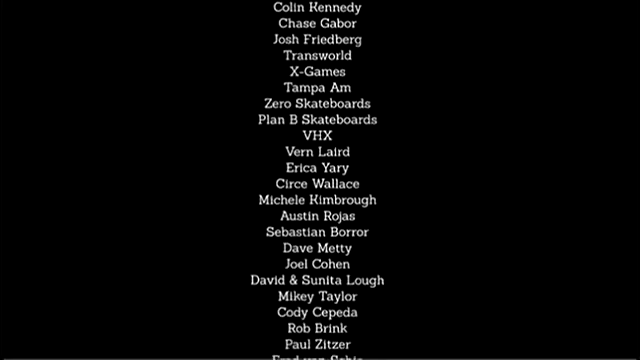 Colin Kennedy
Chase Gabor
Josh Friedberg
Transworld
X-Games
Tampa Am
Zero Skateboards
Plan B Skateboards
VHX
Vern Laird
Erica Yary
Circe Wallace
Michele Kimbrough
Austin Rojas
Sebastian Borror
Dave Metty
Joel Cohen
David & Sunita Lough
Mikey Taylor
Cody Cepeda
Rob Brink
Paul Zitzer